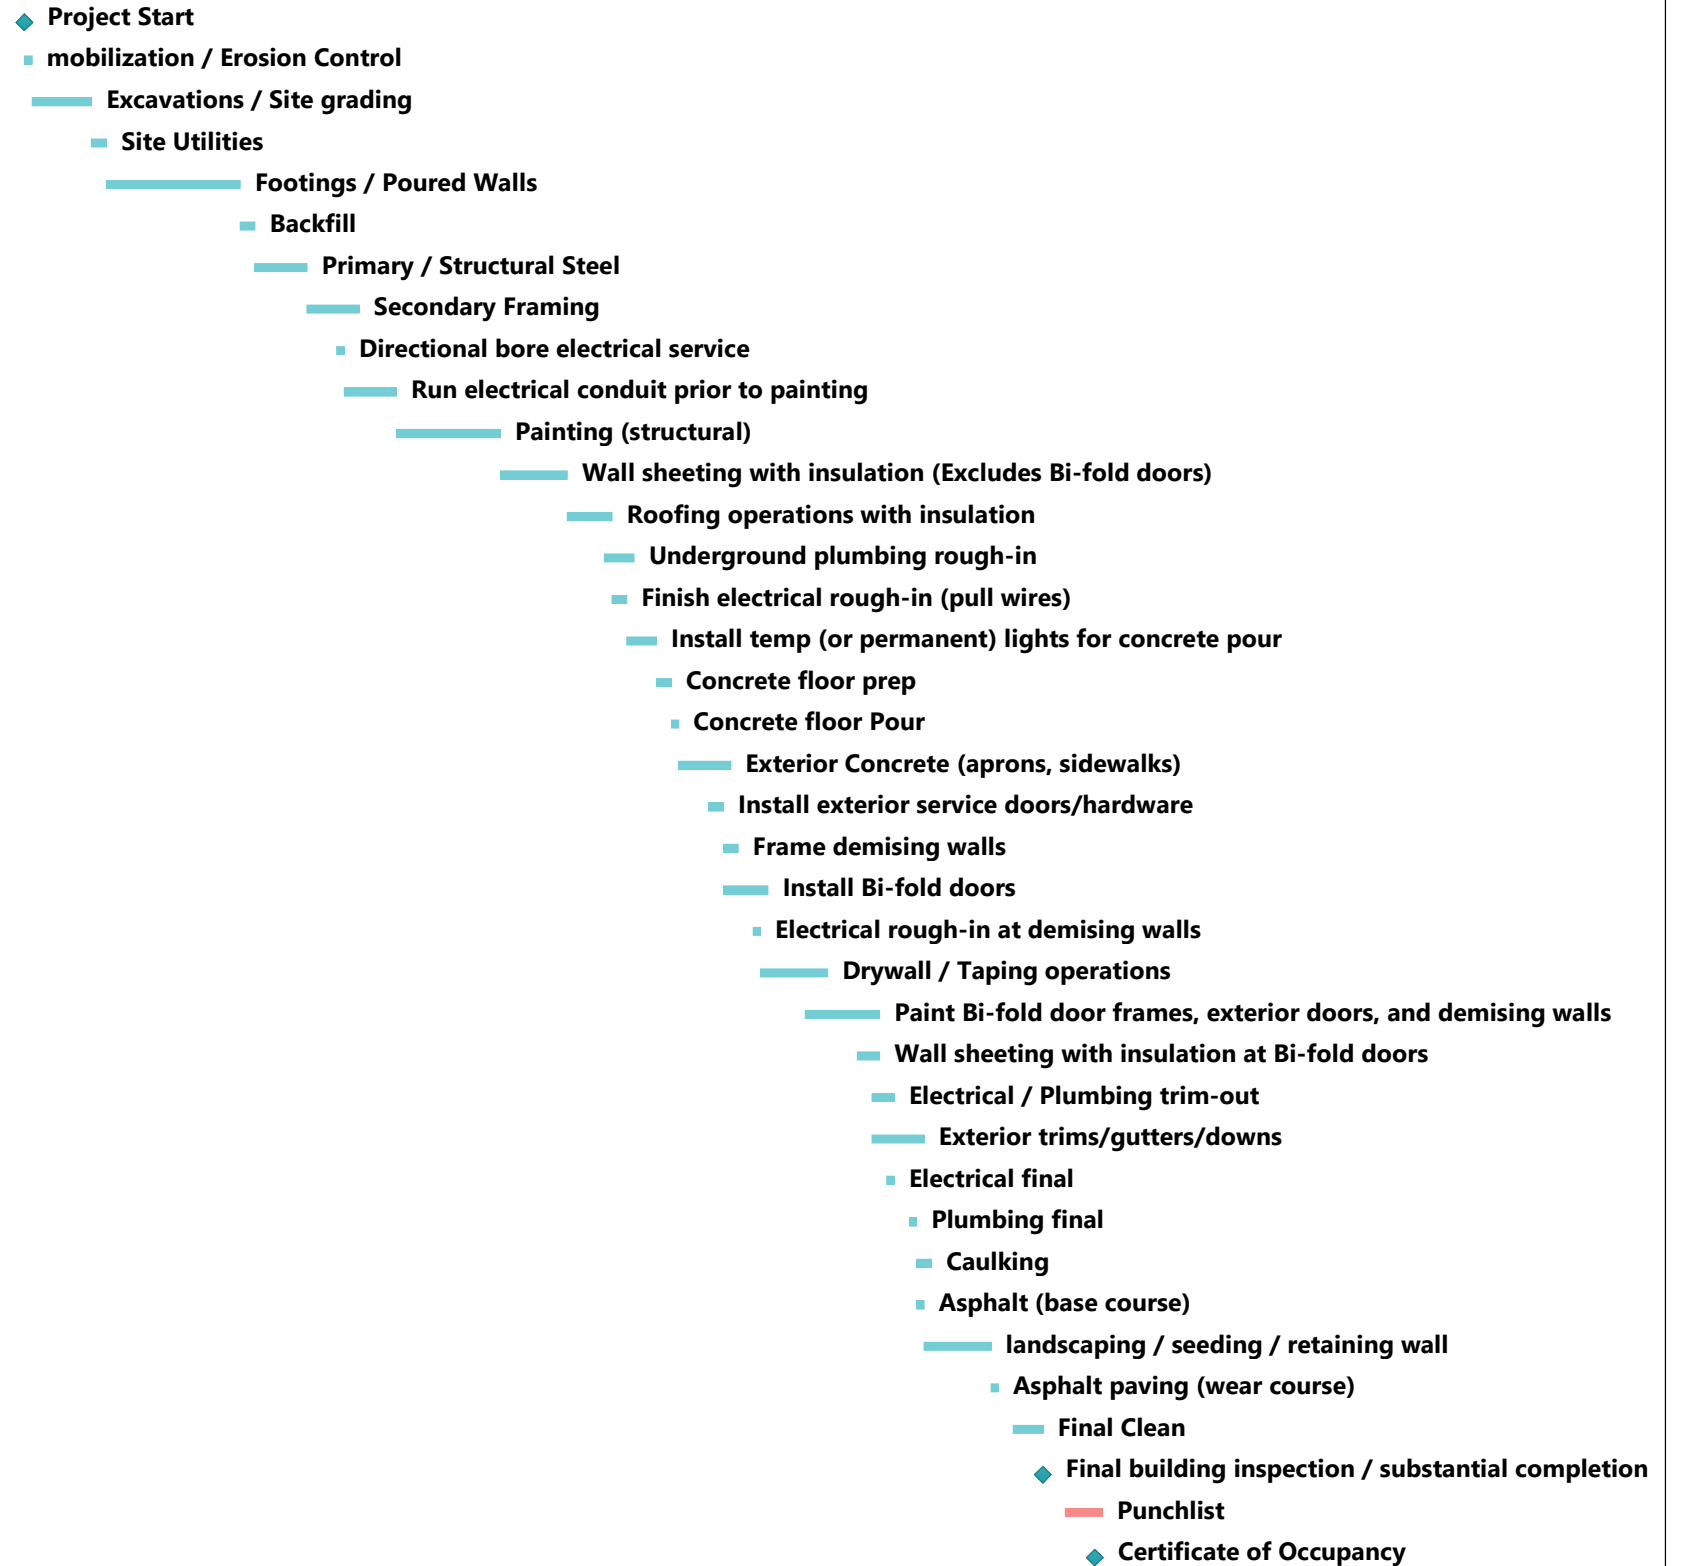 Project Start
mobilization / Erosion Control
Excavations / Site grading
Site Utilities
Footings / Poured Walls
Backfill
Primary / Structural Steel
Secondary Framing
Directional bore electrical service
Run electrical conduit prior to painting
Painting (structural)
Wall sheeting with insulation (Excludes Bi-fold doors)
Roofing operations with insulation
Underground plumbing rough-in
Finish electrical rough-in (pull wires)
Install temp (or permanent) lights for concrete pour
Concrete floor prep
Concrete floor Pour
Exterior Concrete (aprons, sidewalks)
Install exterior service doors/hardware
Frame demising walls
Install Bi-fold doors
Electrical rough-in at demising walls
Drywall / Taping operations
Paint Bi-fold door frames, exterior doors, and demising walls
Wall sheeting with insulation at Bi-fold doors
Electrical / Plumbing trim-out
Exterior trims/gutters/downs
Electrical final
Plumbing final
Caulking
Asphalt (base course)
landscaping / seeding / retaining wall
Asphalt paving (wear course)
Final Clean
Final building inspection / substantial completion
Punchlist
Certificate of Occupancy